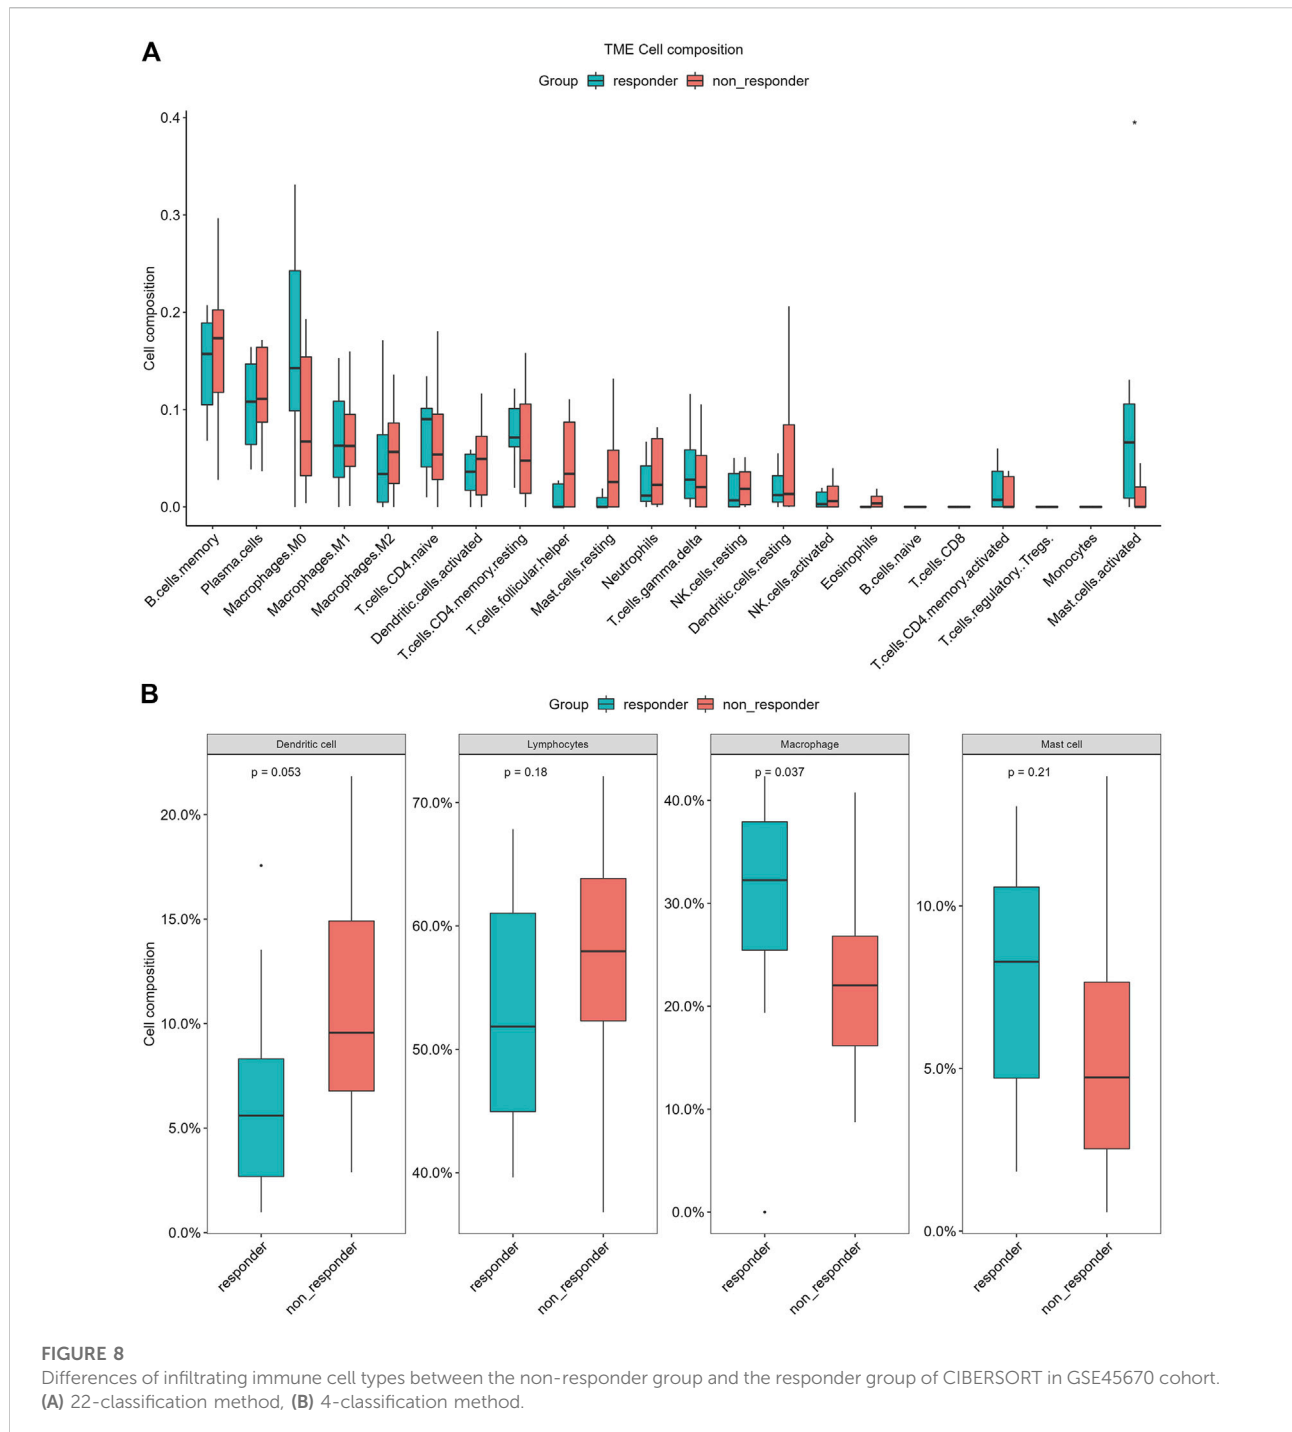 A
TME Cell composition
Group responder non_responder
0.4
0.3
0.2
0.1
0.0
Cell composition
*
B.cells.memory
Plasma.cells
Macrophages.M0
Macrophages.M1
Macrophages.M2
T.cells.CD4.naive
Dendritic.cells.activated
T.cells.CD4.memory.resting
T.cells.follicular.helper
Mast.cells.resting
Neutrophils
T.cells.gamma.delta
NK.cells.resting
Dendritic.cells.resting
NK.cells.activated
Eosinophils
B.cells.naive
T.cells.CD8
T.cells.CD4.memory.activated
T.cells.regulatory..Tregs.
Monocytes
Mast.cells.activated
B
Group responder non_responder
Cell composition
Dendritic cell
p = 0.053
20.0%
15.0%
10.0%
5.0%
0.0%
responder
non_responder
Lymphocytes
p = 0.18
70.0%
60.0%
50.0%
40.0%
responder
non_responder
Macrophage
p = 0.037
40.0%
30.0%
20.0%
10.0%
0.0%
responder
non_responder
Mast cell
p = 0.21
10.0%
5.0%
0.0%
responder
non_responder
FIGURE 8
Differences of infiltrating immune cell types between the non-responder group and the responder group of CIBERSORT in GSE45670 cohort.
(A) 22-classification method, (B) 4-classification method.